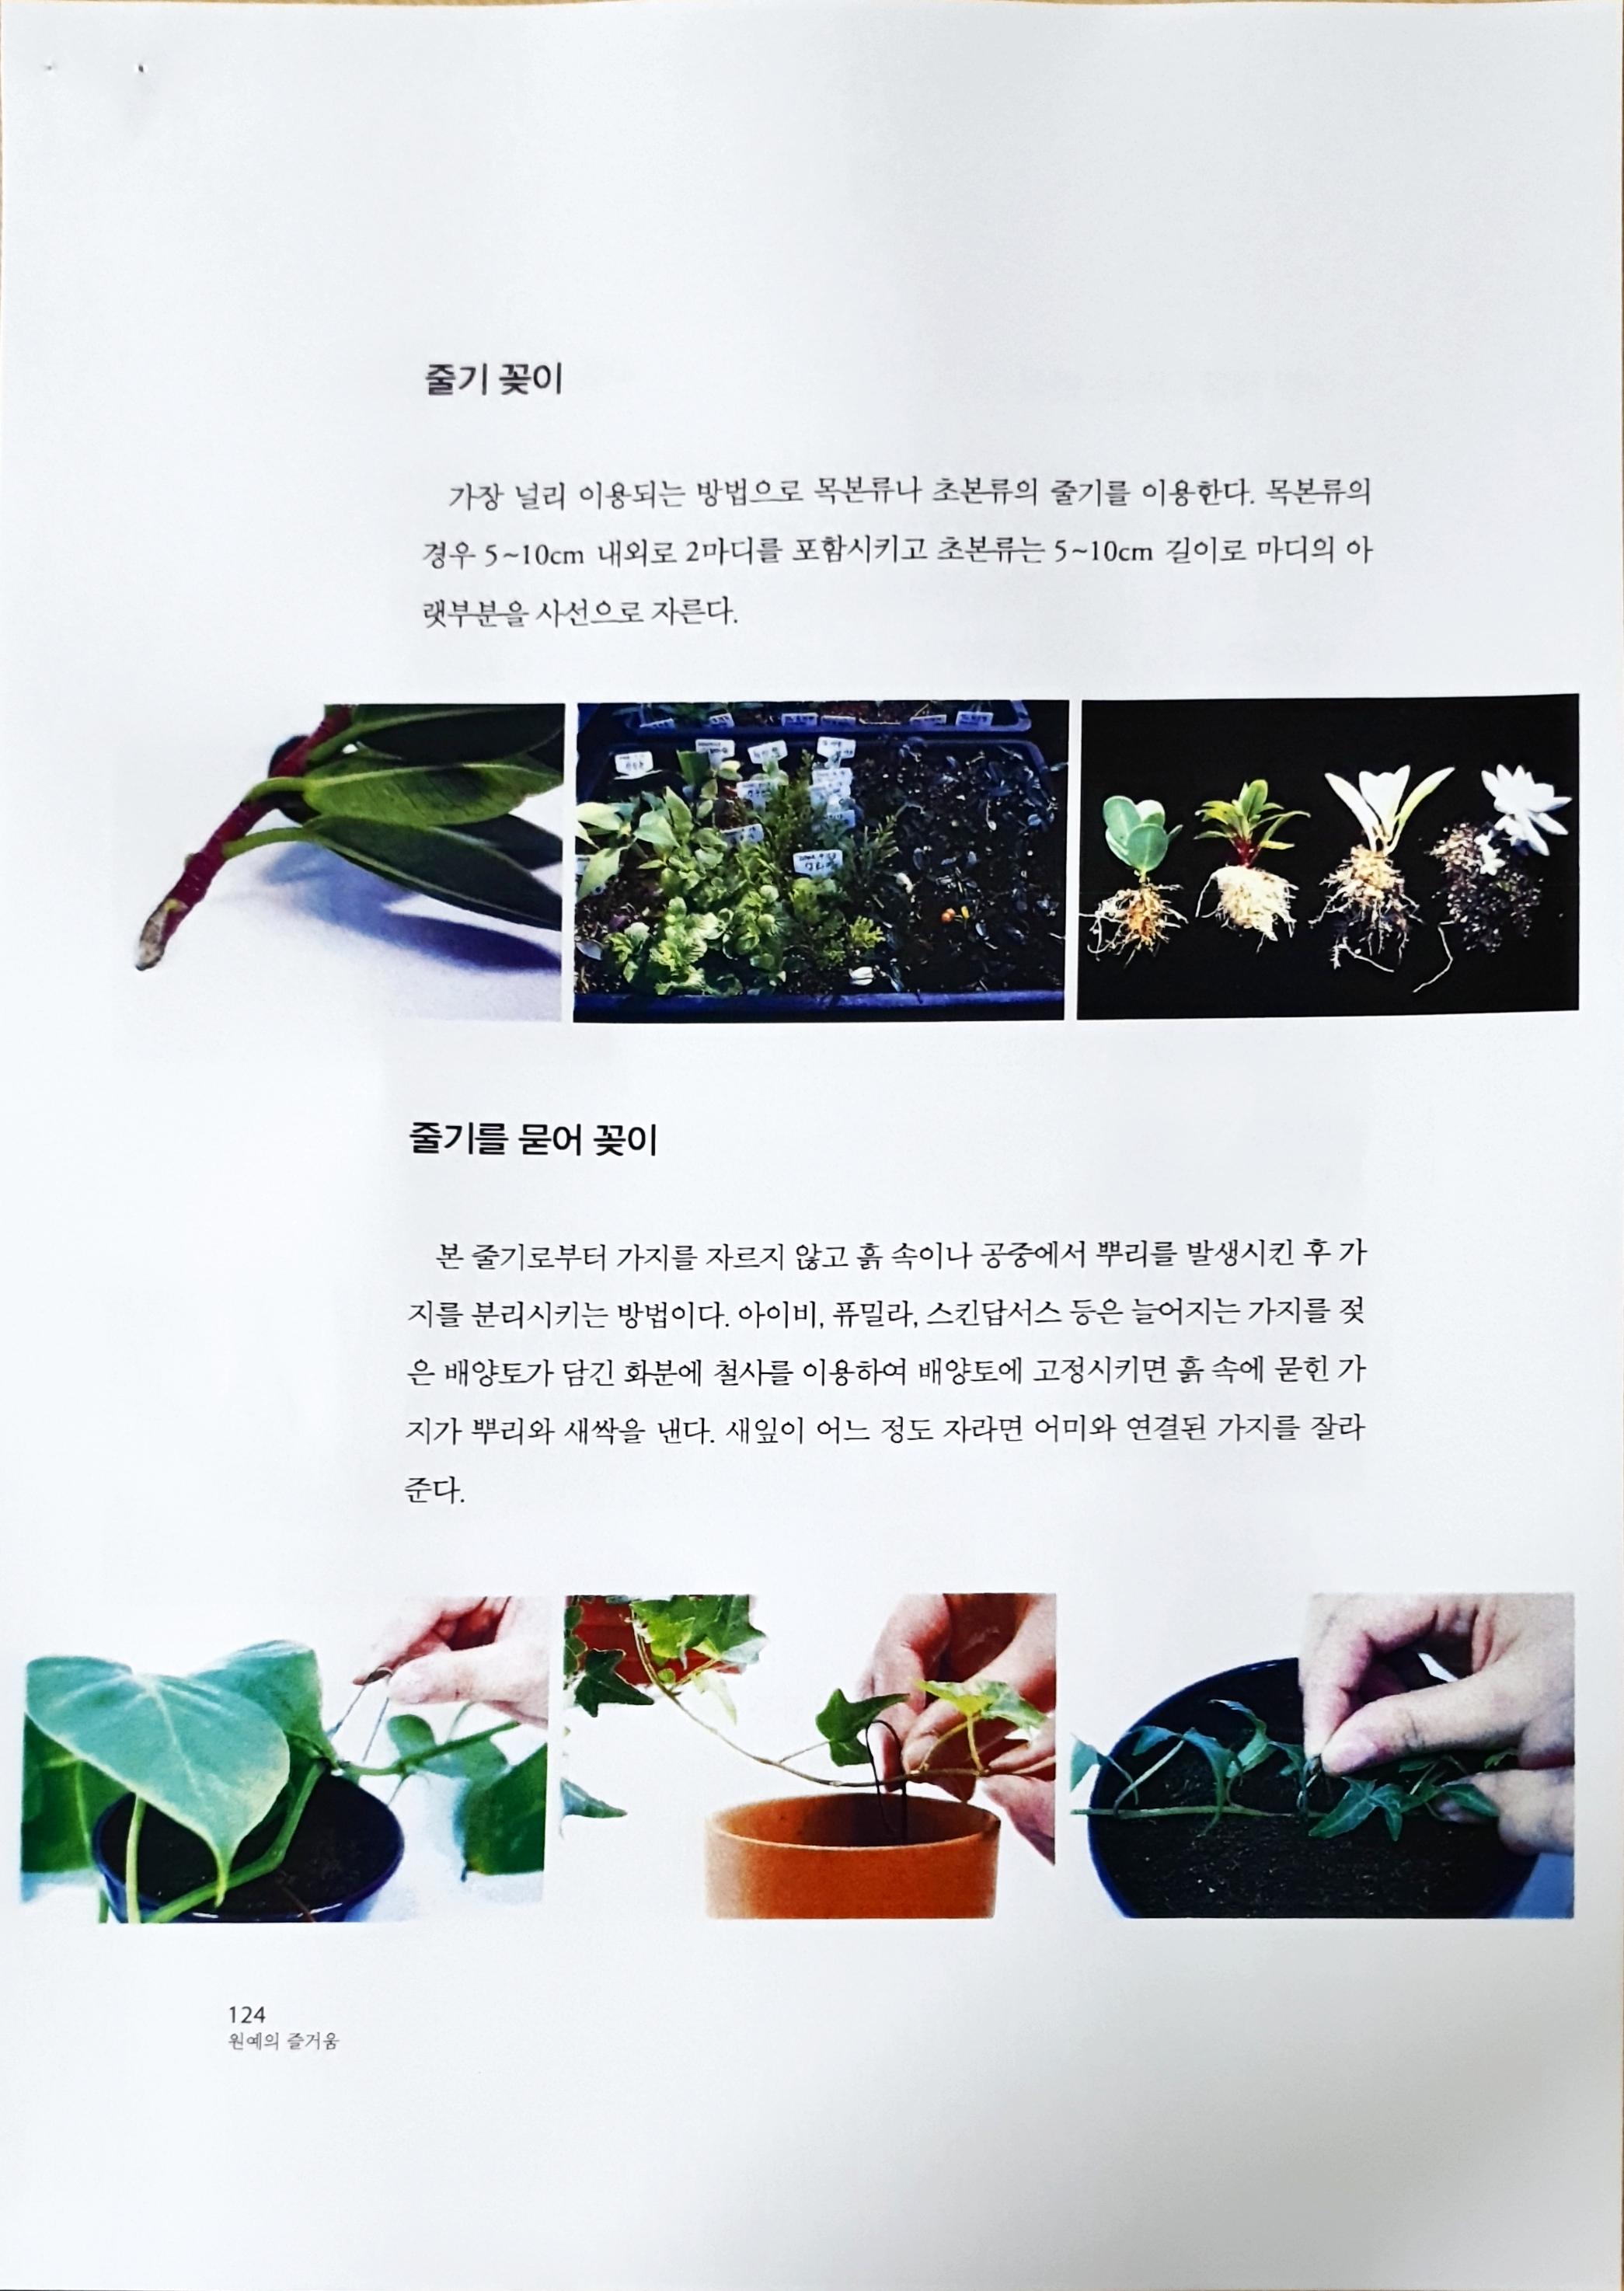 줄기 꽂이
가장 널리 이용되는 방법으로 목본류나 초본류의 줄기를 이용한다. 목본류의
경우 5~10cm 내외로 2마디를 포함시키고 초본류는 5~10cm 길이로 마디의 아
랫부분을 사선으로 자른다.
줄기를 묻어 꽂이
본 줄기로부터 가지를 자르지 않고 흙 속이나 공중에서 뿌리를 발생시킨 후 가
지를 분리시키는 방법이다. 아이비, 퓨밀라, 스킨답서스 등은 늘어지는 가지를 젖
은 배양토가 담긴 화분에 철사를 이용하여 배양토에 고정시키면 흙 속에 묻힌 가
지가 뿌리와 새싹을 낸다. 새잎이 어느 정도 자라면 어미와 연결된 가지를 잘라
준다.
124
원예의 즐거움